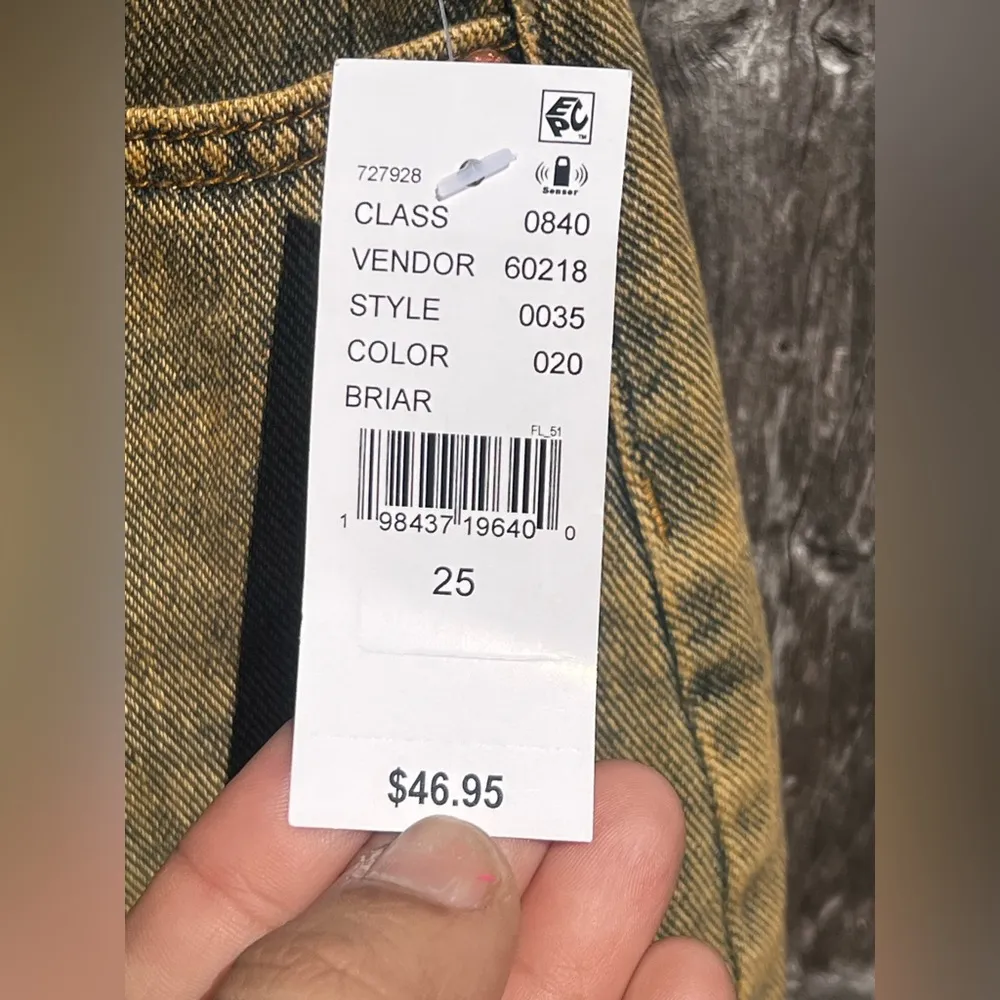 EPC™
Sensor
727928
CLASS 0840
VENDOR 60218
STYLE 0035
COLOR 020
BRIAR
FL_51
1 98437 19640 0
25
$46.95